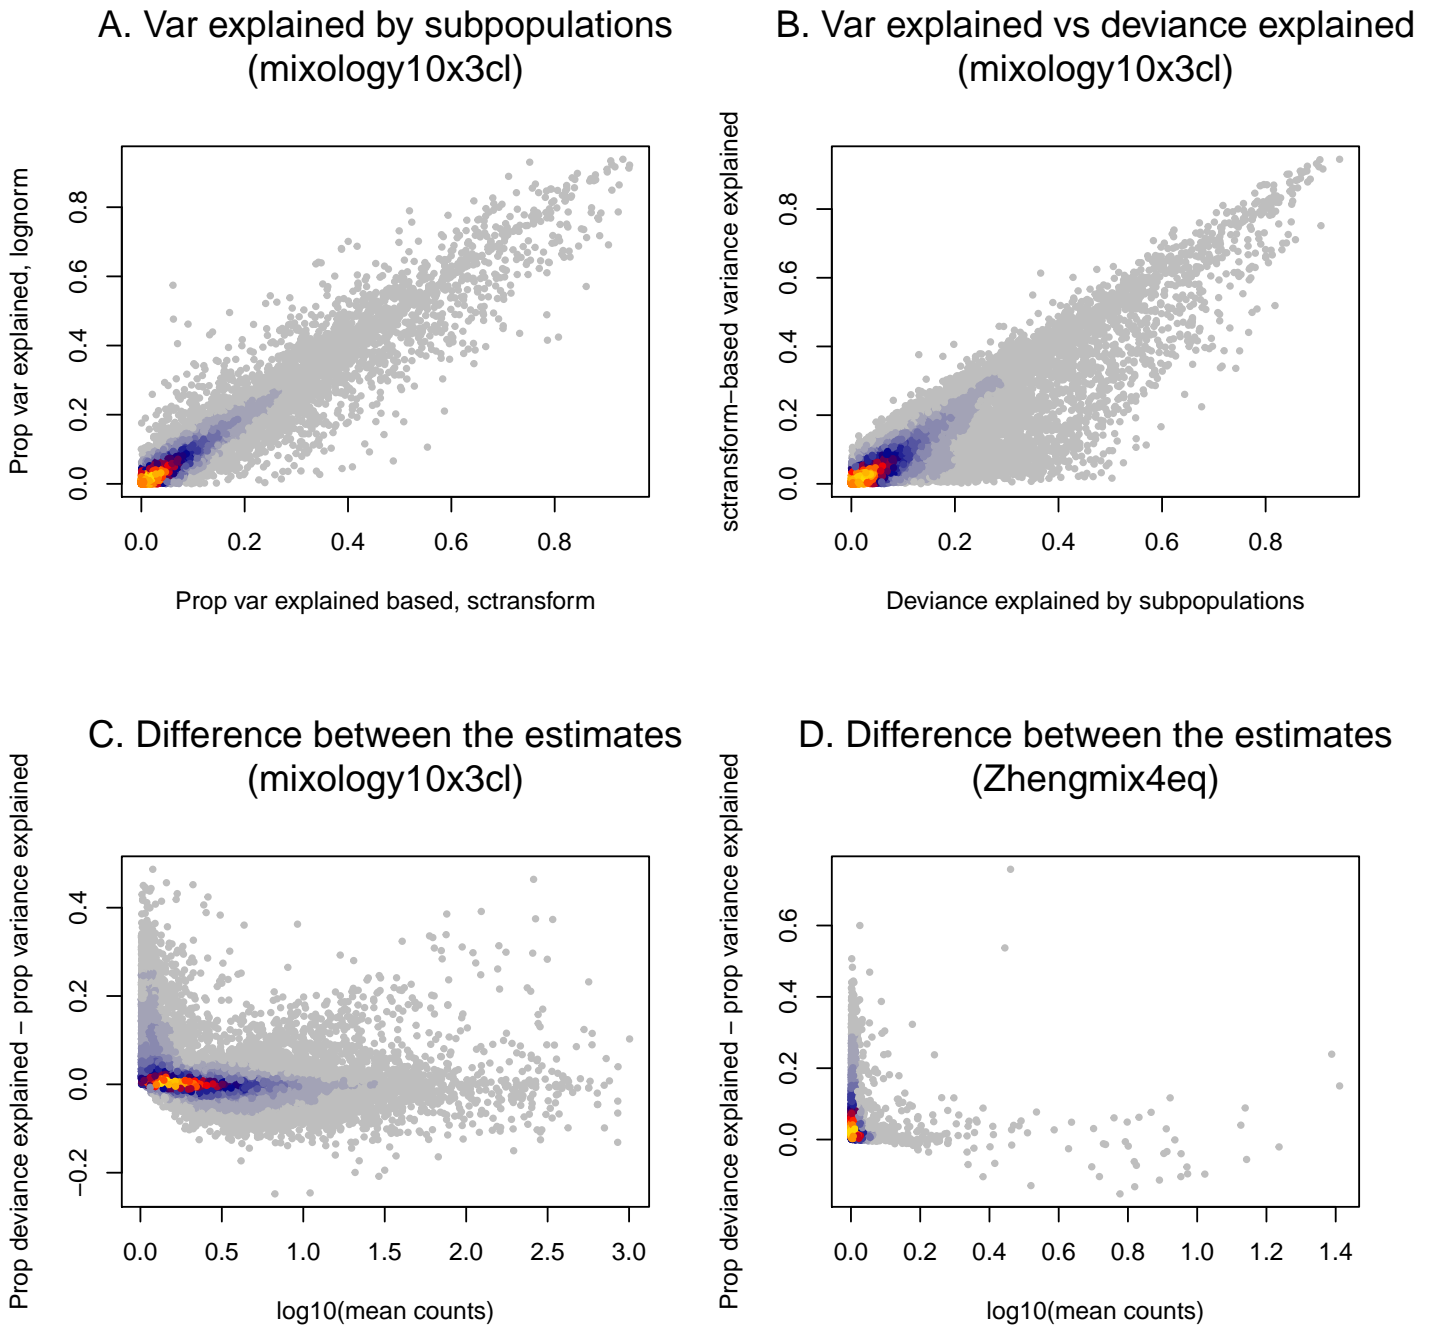 A. Var explained by subpopulations
(mixology10x3cl)
Prop var explained, lognorm
0.0 0.2 0.4 0.6 0.8
0.0 0.2 0.4 0.6 0.8
Prop var explained based, sctransform
B. Var explained vs deviance explained
(mixology10x3cl)
sctransform−based variance explained
0.0 0.2 0.4 0.6 0.8
0.0 0.2 0.4 0.6 0.8
Deviance explained by subpopulations
C. Difference between the estimates
(mixology10x3cl)
Prop deviance explained − prop variance explained
−0.2 0.0 0.2 0.4
0.0 0.5 1.0 1.5 2.0 2.5 3.0
log10(mean counts)
D. Difference between the estimates
(Zhengmix4eq)
Prop deviance explained − prop variance explained
0.0 0.2 0.4 0.6
0.0 0.2 0.4 0.6 0.8 1.0 1.2 1.4
log10(mean counts)